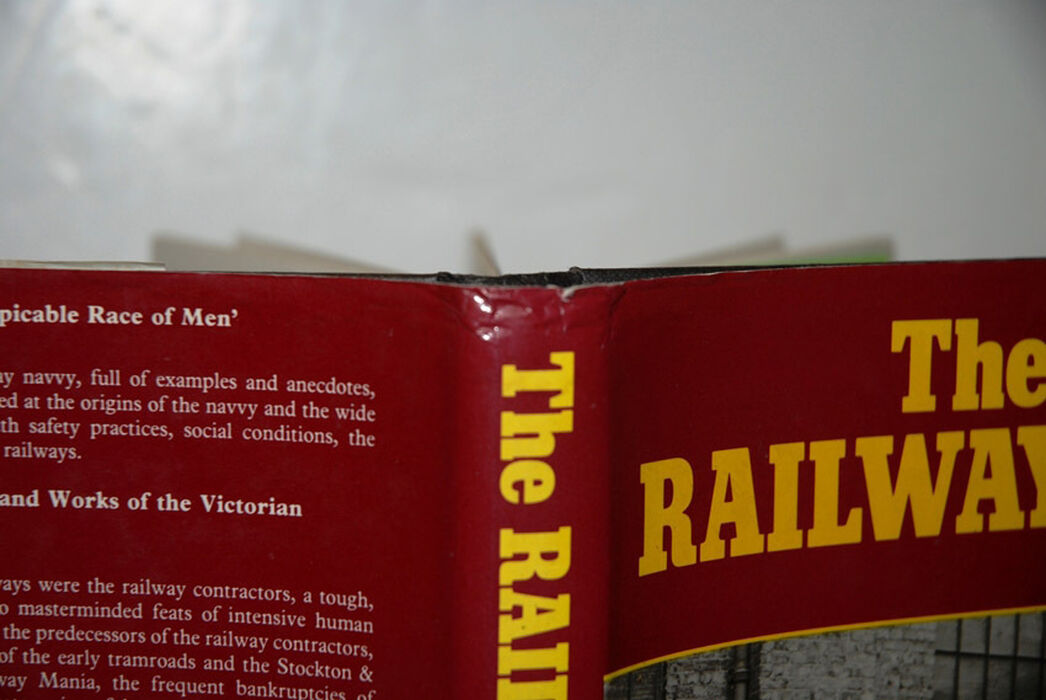 picable Race of Men'
y navvy, full of examples and anecdotes,
ed at the origins of the navvy and the wide
th safety practices, social conditions, the
railways.
and Works of the Victorian
ways were the railway contractors, a tough,
o masterminded feats of intensive human
the predecessors of the railway contractors,
of the early tramroads and the Stockton &
way Mania, the frequent bankruptcies of
The RAIL
The
RAILWAY